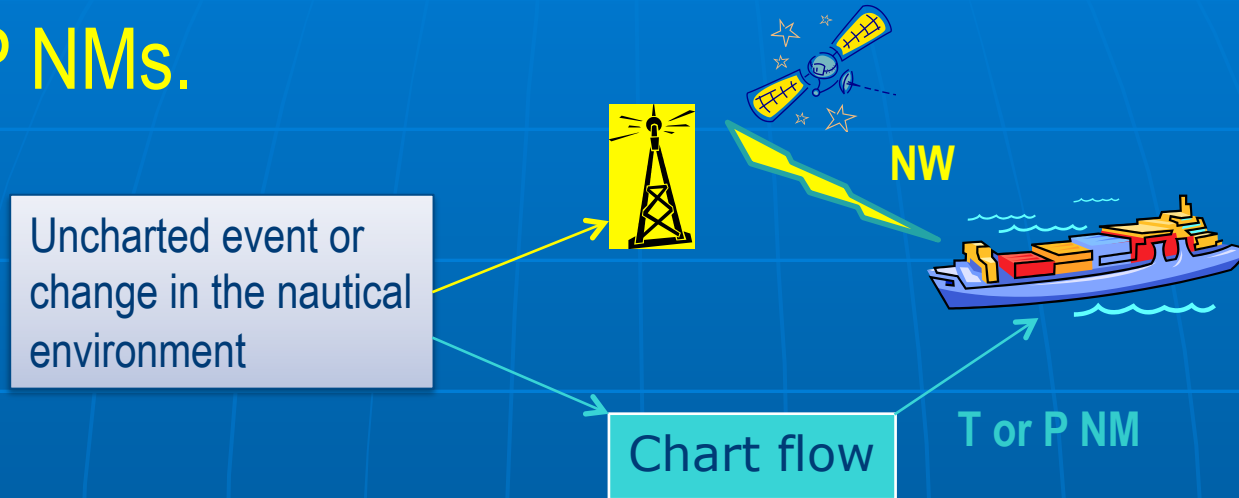 P NMs.
NW
Uncharted event or
change in the nautical
environment
Chart flow
T or P NM